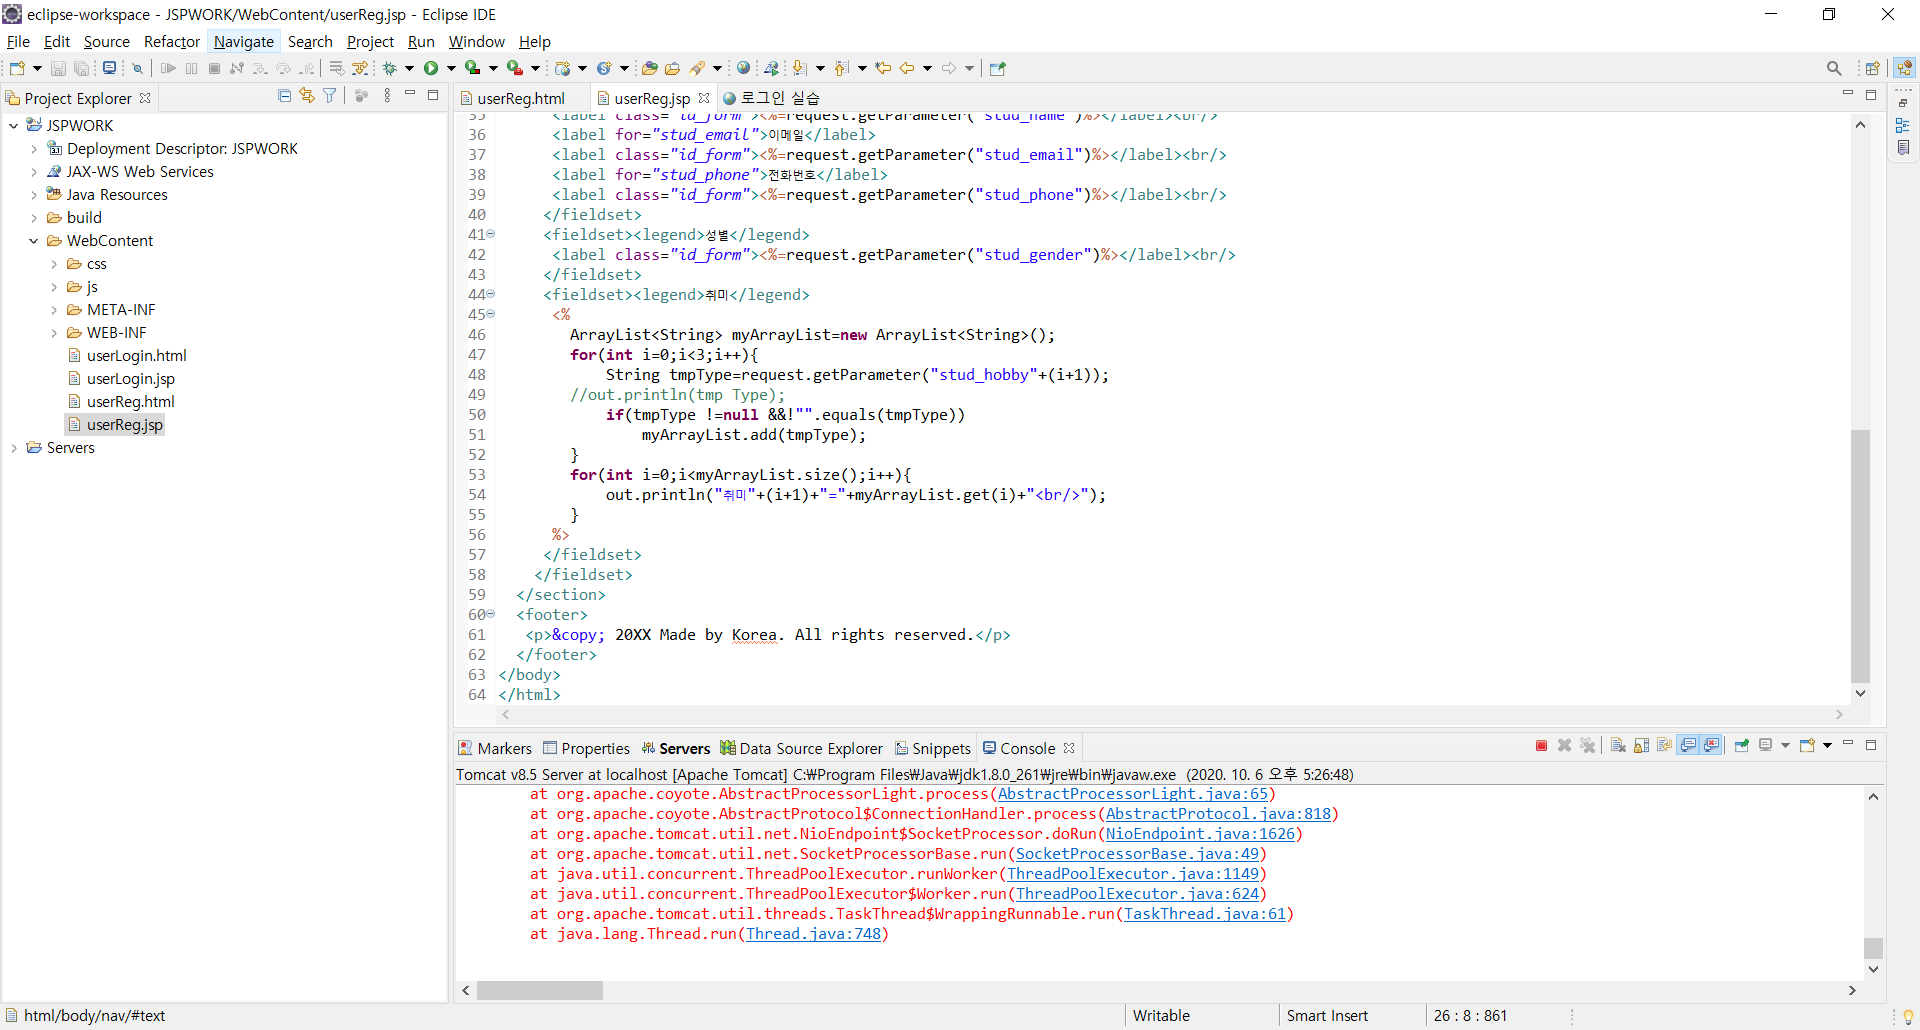 eclipse-workspace - JSPWORK/WebContent/userReg.jsp - Eclipse IDE
File Edit Source Refactor Navigate Search Project Run Window Help
Project Explorer
JSPWORK
Deployment Descriptor: JSPWORK
JAX-WS Web Services
Java Resources
build
WebContent
css
js
META-INF
WEB-INF
userLogin.html
userLogin.jsp
userReg.html
userReg.jsp
Servers
userReg.html userReg.jsp 로그인 실습
35 <label class="id_form"><%=request.getParameter("stud_name")%></label><br/>
36 <label for="stud_email">이메일</label>
37 <label class="id_form"><%=request.getParameter("stud_email")%></label><br/>
38 <label for="stud_phone">전화번호</label>
39 <label class="id_form"><%=request.getParameter("stud_phone")%></label><br/>
40 </fieldset>
41 <fieldset><legend>성별</legend>
42 <label class="id_form"><%=request.getParameter("stud_gender")%></label><br/>
43 </fieldset>
44 <fieldset><legend>취미</legend>
45 <%
46 ArrayList<String> myArrayList=new ArrayList<String>();
47 for(int i=0;i<3;i++){
48 String tmpType=request.getParameter("stud_hobby"+(i+1));
49 //out.println(tmp Type);
50 if(tmpType !=null &&!"".equals(tmpType))
51 myArrayList.add(tmpType);
52 }
53 for(int i=0;i<myArrayList.size();i++){
54 out.println("취미"+(i+1)+"="+myArrayList.get(i)+"<br/>");
55 }
56 %>
57 </fieldset>
58 </fieldset>
59 </section>
60 <footer>
61 <p>&copy; 20XX Made by Korea. All rights reserved.</p>
62 </footer>
63 </body>
64 </html>
Markers Properties Servers Data Source Explorer Snippets Console
Tomcat v8.5 Server at localhost [Apache Tomcat] C:₩Program Files₩Java₩jdk1.8.0_261₩jre₩bin₩javaw.exe (2020. 10. 6 오후 5:26:48)
at org.apache.coyote.AbstractProcessorLight.process(AbstractProcessorLight.java:65)
at org.apache.coyote.AbstractProtocol$ConnectionHandler.process(AbstractProtocol.java:818)
at org.apache.tomcat.util.net.NioEndpoint$SocketProcessor.doRun(NioEndpoint.java:1626)
at org.apache.tomcat.util.net.SocketProcessorBase.run(SocketProcessorBase.java:49)
at java.util.concurrent.ThreadPoolExecutor.runWorker(ThreadPoolExecutor.java:1149)
at java.util.concurrent.ThreadPoolExecutor$Worker.run(ThreadPoolExecutor.java:624)
at org.apache.tomcat.util.threads.TaskThread$WrappingRunnable.run(TaskThread.java:61)
at java.lang.Thread.run(Thread.java:748)
html/body/nav/#text Writable Smart Insert 26 : 8 : 861